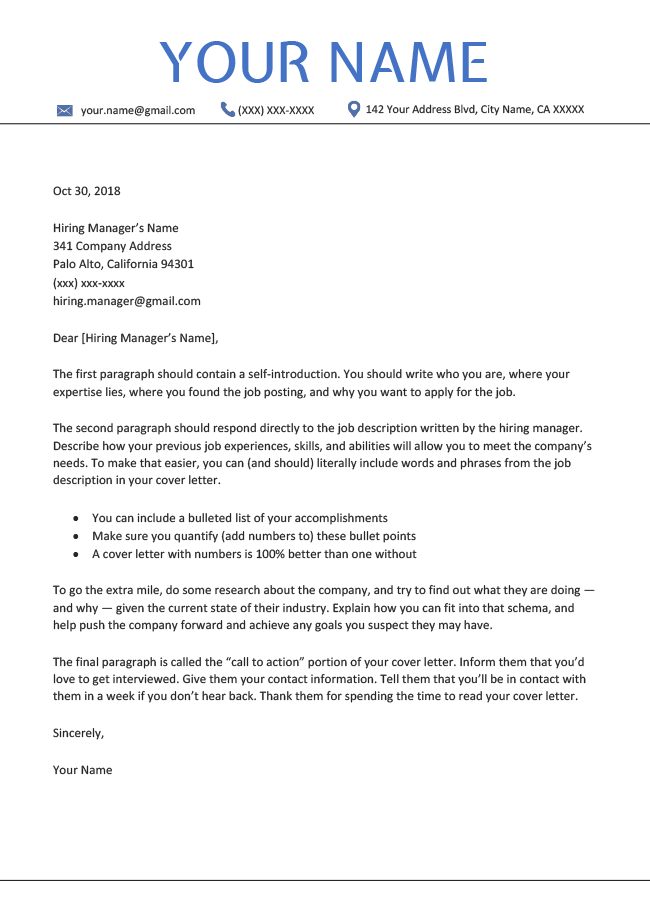 YOUR NAME
your.name@gmail.com (XXX) XXX-XXXX 142 Your Address Blvd, City Name, CA XXXXX
Oct 30, 2018
Hiring Manager’s Name
341 Company Address
Palo Alto, California 94301
(xxx) xxx-xxxx
hiring.manager@gmail.com
Dear [Hiring Manager’s Name],
The first paragraph should contain a self-introduction. You should write who you are, where your
expertise lies, where you found the job posting, and why you want to apply for the job.
The second paragraph should respond directly to the job description written by the hiring manager.
Describe how your previous job experiences, skills, and abilities will allow you to meet the company’s
needs. To make that easier, you can (and should) literally include words and phrases from the job
description in your cover letter.
• You can include a bulleted list of your accomplishments
• Make sure you quantify (add numbers to) these bullet points
• A cover letter with numbers is 100% better than one without
To go the extra mile, do some research about the company, and try to find out what they are doing —
and why — given the current state of their industry. Explain how you can fit into that schema, and
help push the company forward and achieve any goals you suspect they may have.
The final paragraph is called the “call to action” portion of your cover letter. Inform them that you’d
love to get interviewed. Give them your contact information. Tell them that you’ll be in contact with
them in a week if you don’t hear back. Thank them for spending the time to read your cover letter.
Sincerely,
Your Name